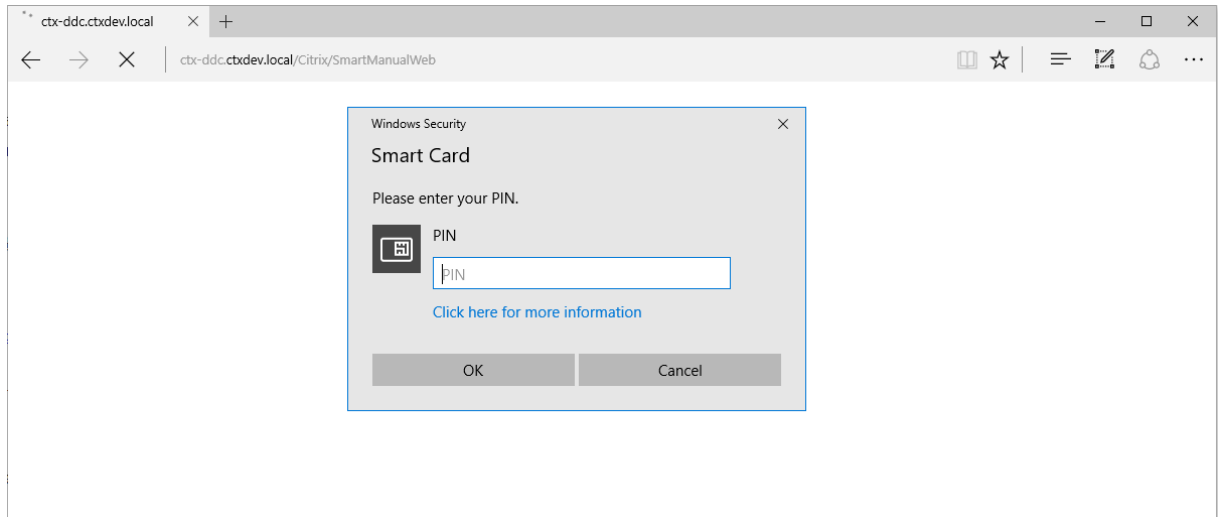 ctx-ddc.ctxdev.local
ctx-ddc.ctxdev.local/Citrix/SmartManualWeb
Windows Security
Smart Card
Please enter your PIN.
PIN
PIN
Click here for more information
OK
Cancel